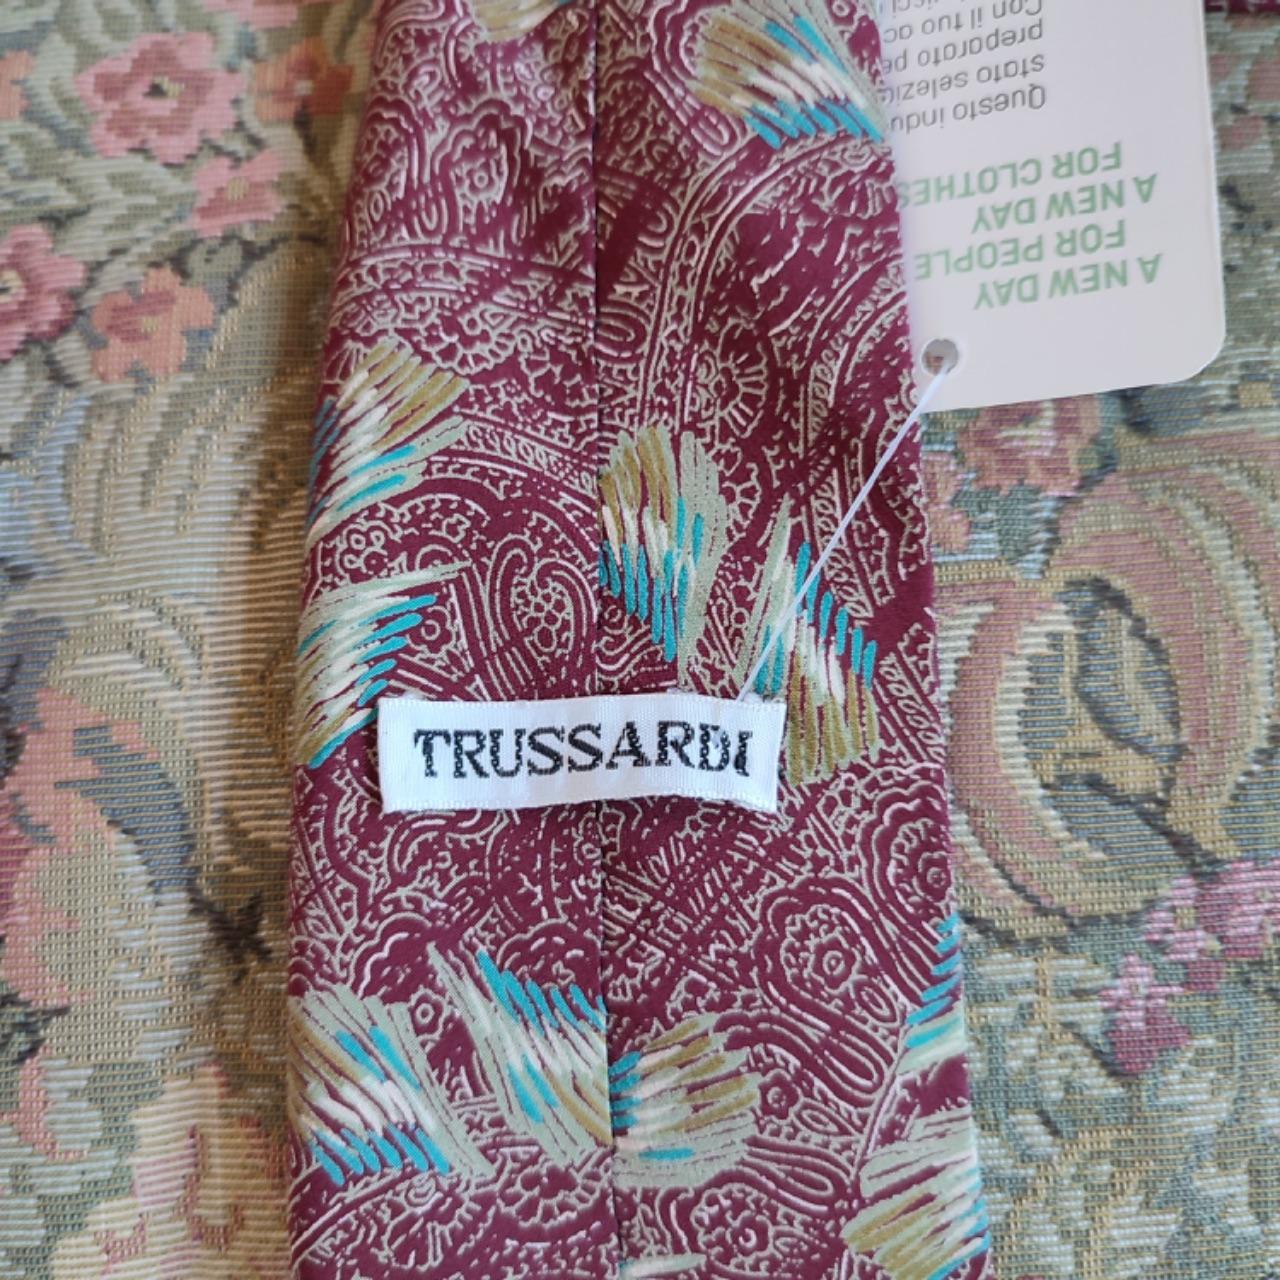 TRUSSARDI
A NEW DAY
FOR PEOPLE
A NEW DAY
FOR CLOTHES
Questo indu
stato selezi
preparato pe
Con il tuo ac